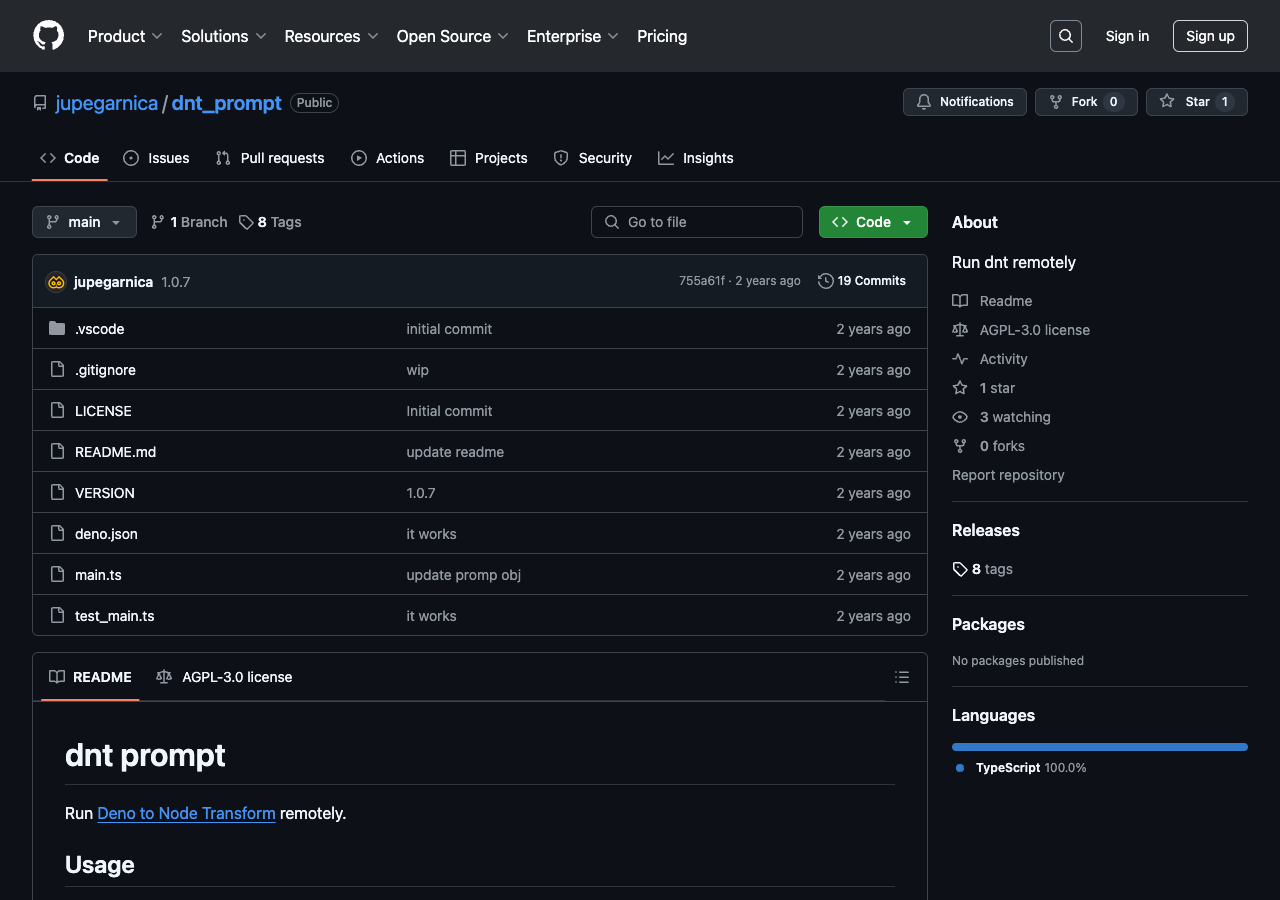 Product Solutions Resources Open Source Enterprise Pricing Sign in Sign up
jupegarnica / dnt_prompt Public Notifications Fork 0 Star 1
Code Issues Pull requests Actions Projects Security Insights
main 1 Branch 8 Tags Go to file Code
jupegarnica 1.0.7 755a61f · 2 years ago 19 Commits
.vscode initial commit 2 years ago
.gitignore wip 2 years ago
LICENSE Initial commit 2 years ago
README.md update readme 2 years ago
VERSION 1.0.7 2 years ago
deno.json it works 2 years ago
main.ts update promp obj 2 years ago
test_main.ts it works 2 years ago
README AGPL-3.0 license
dnt prompt
Run Deno to Node Transform remotely.
Usage
About
Run dnt remotely
Readme
AGPL-3.0 license
Activity
1 star
3 watching
0 forks
Report repository
Releases
8 tags
Packages
No packages published
Languages
TypeScript 100.0%